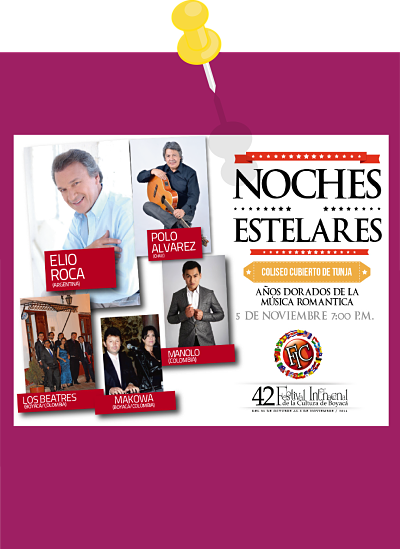 ELIO
ROCA
(ARGENTINA)
POLO
ALVAREZ
LOS BEATRES
(BOYACÁ/COLOMBIA)
MAKOWA
(BOYACÁ/COLOMBIA)
MANOLO
(COLOMBIA)
NOCHES
ESTELARES
COLISEO CUBIERTO DE TUNJA
AÑOS DORADOS DE LA
MÚSICA ROMANTICA
5 DE NOVIEMBRE 7:00 P.M.
FIC
42 Festival
de la Cultura de Boyacá